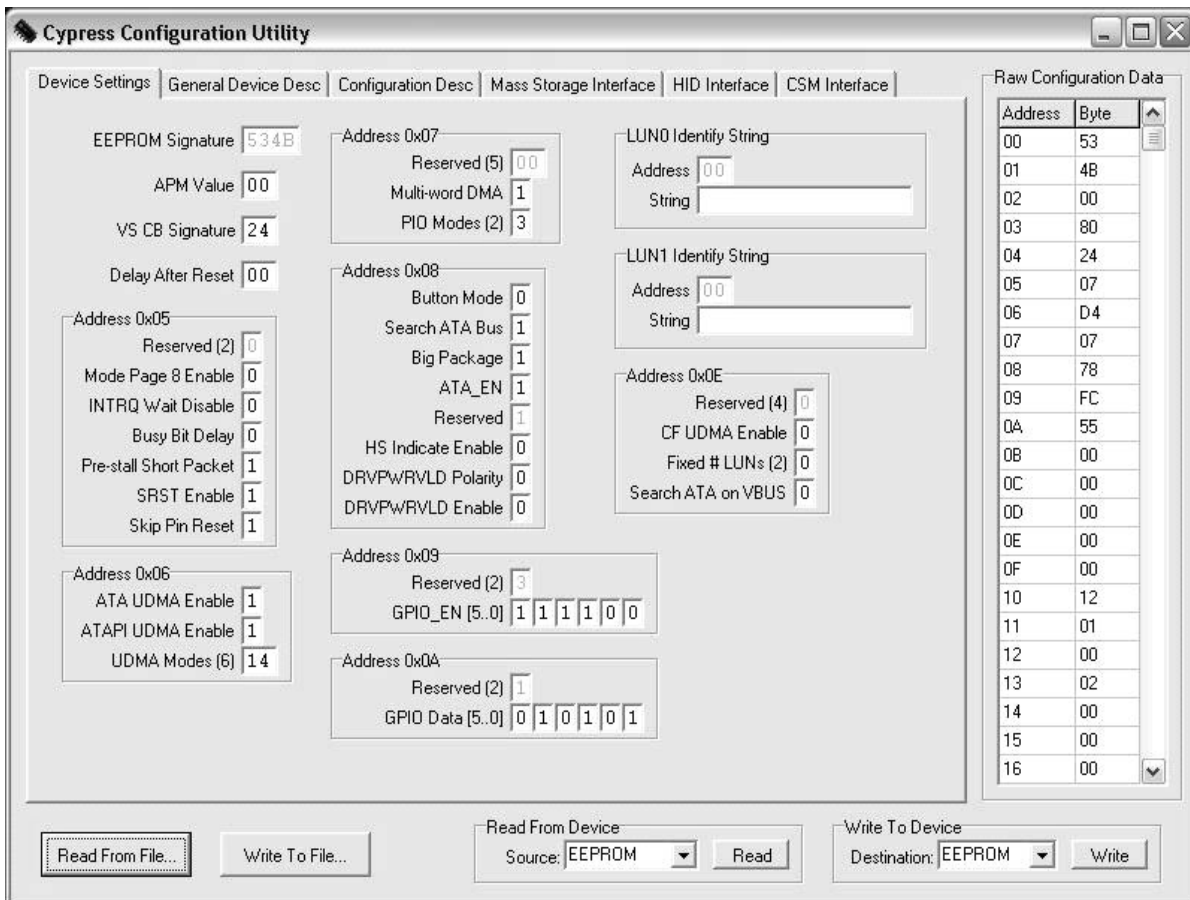 Cypress Configuration Utility
Device Settings General Device Desc Configuration Desc Mass Storage Interface HID Interface CSM Interface
EEPROM Signature 534B
APM Value 00
VS CB Signature 24
Delay After Reset 00
Address 0x05
Reserved (2) 0
Mode Page 8 Enable 0
INTRQ Wait Disable 0
Busy Bit Delay 0
Pre-stall Short Packet 1
SRST Enable 1
Skip Pin Reset 1
Address 0x06
ATA UDMA Enable 1
ATAPI UDMA Enable 1
UDMA Modes (6) 14
Address 0x07
Reserved (5) 00
Multi-word DMA 1
PIO Modes (2) 3
Address 0x08
Button Mode 0
Search ATA Bus 1
Big Package 1
ATA_EN 1
Reserved 1
HS Indicate Enable 0
DRVPWRVLD Polarity 0
DRVPWRVLD Enable 0
Address 0x09
Reserved (2) 3
GPIO_EN [5..0] 1 1 1 1 0 0
Address 0x0A
Reserved (2) 1
GPIO Data [5..0] 0 1 0 1 0 1
LUN0 Identify String
Address 00
String
LUN1 Identify String
Address 00
String
Address 0x0E
Reserved (4) 0
CF UDMA Enable 0
Fixed # LUNs (2) 0
Search ATA on VBUS 0
Raw Configuration Data
Address Byte
00 53
01 4B
02 00
03 80
04 24
05 07
06 D4
07 07
08 78
09 FC
0A 55
0B 00
0C 00
0D 00
0E 00
0F 00
10 12
11 01
12 00
13 02
14 00
15 00
16 00
Read From File... Write To File...
Read From Device
Source: EEPROM Read
Write To Device
Destination: EEPROM Write